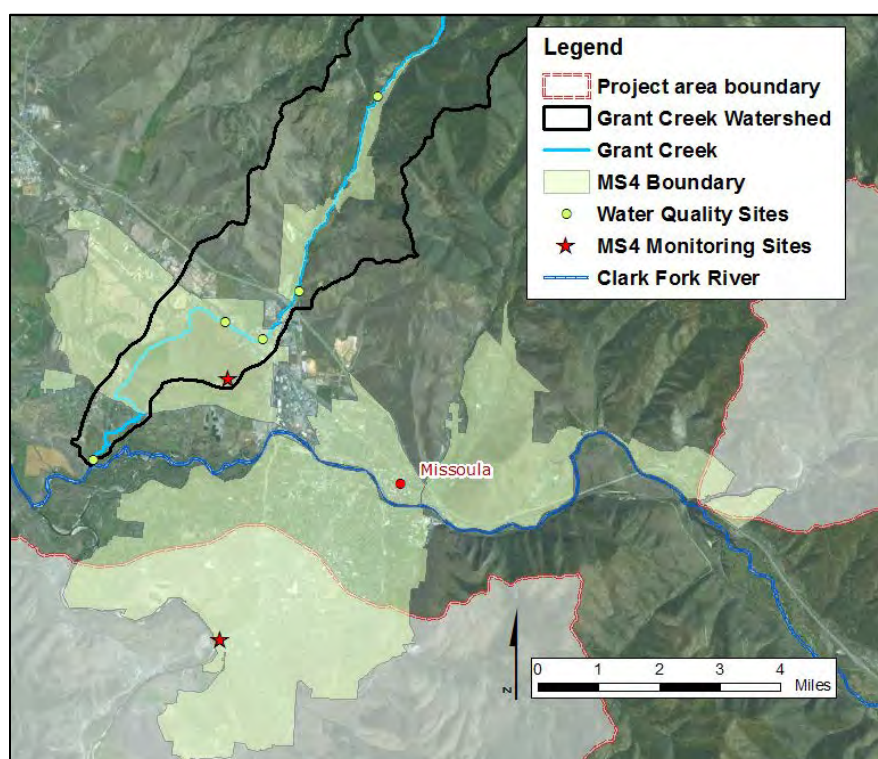 Legend
Project area boundary
Grant Creek Watershed
Grant Creek
MS4 Boundary
Water Quality Sites
MS4 Monitoring Sites
Clark Fork River
Missoula
z
0 1 2 3 4
Miles